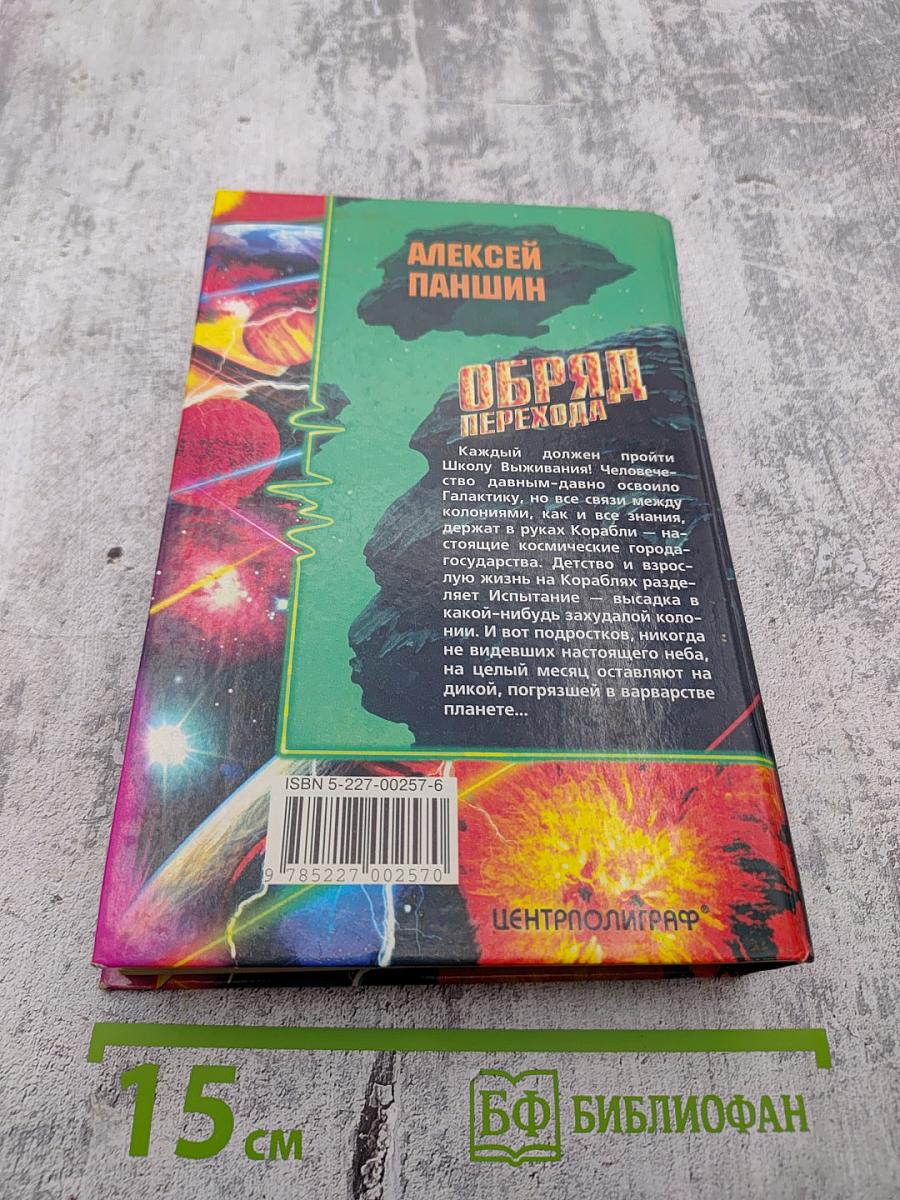 АЛЕКСЕЙ
ПАНШИН
ОБРЯД
ПЕРЕХОДА
Каждый должен пройти
Школу Выживания! Человече-
ство давным-давно освоило
Галактику, но все связи между
колониями, как и все знания,
держат в руках Корабли — на-
стоящие космические города-
государства. Детство и взрос-
лую жизнь на Кораблях разде-
ляет Испытание — высадка в
какой-нибудь захудалой коло-
нии. И вот подростков, никогда
не видевших настоящего неба,
на целый месяц оставляют на
дикой, погрязшей в варварстве
планете...
ISBN 5-227-00257-6
9 785227 002570
ЦЕНТРПОЛИГРАФ®
15 см
БФ БИБЛИОФАН